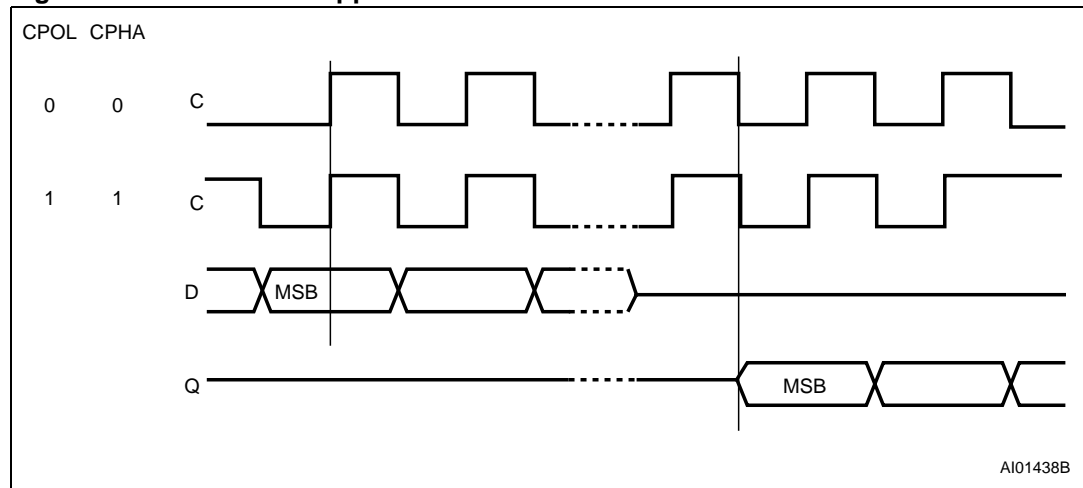 CPOL CPHA
0 0 C
1 1 C
D MSB
Q MSB
AI01438B